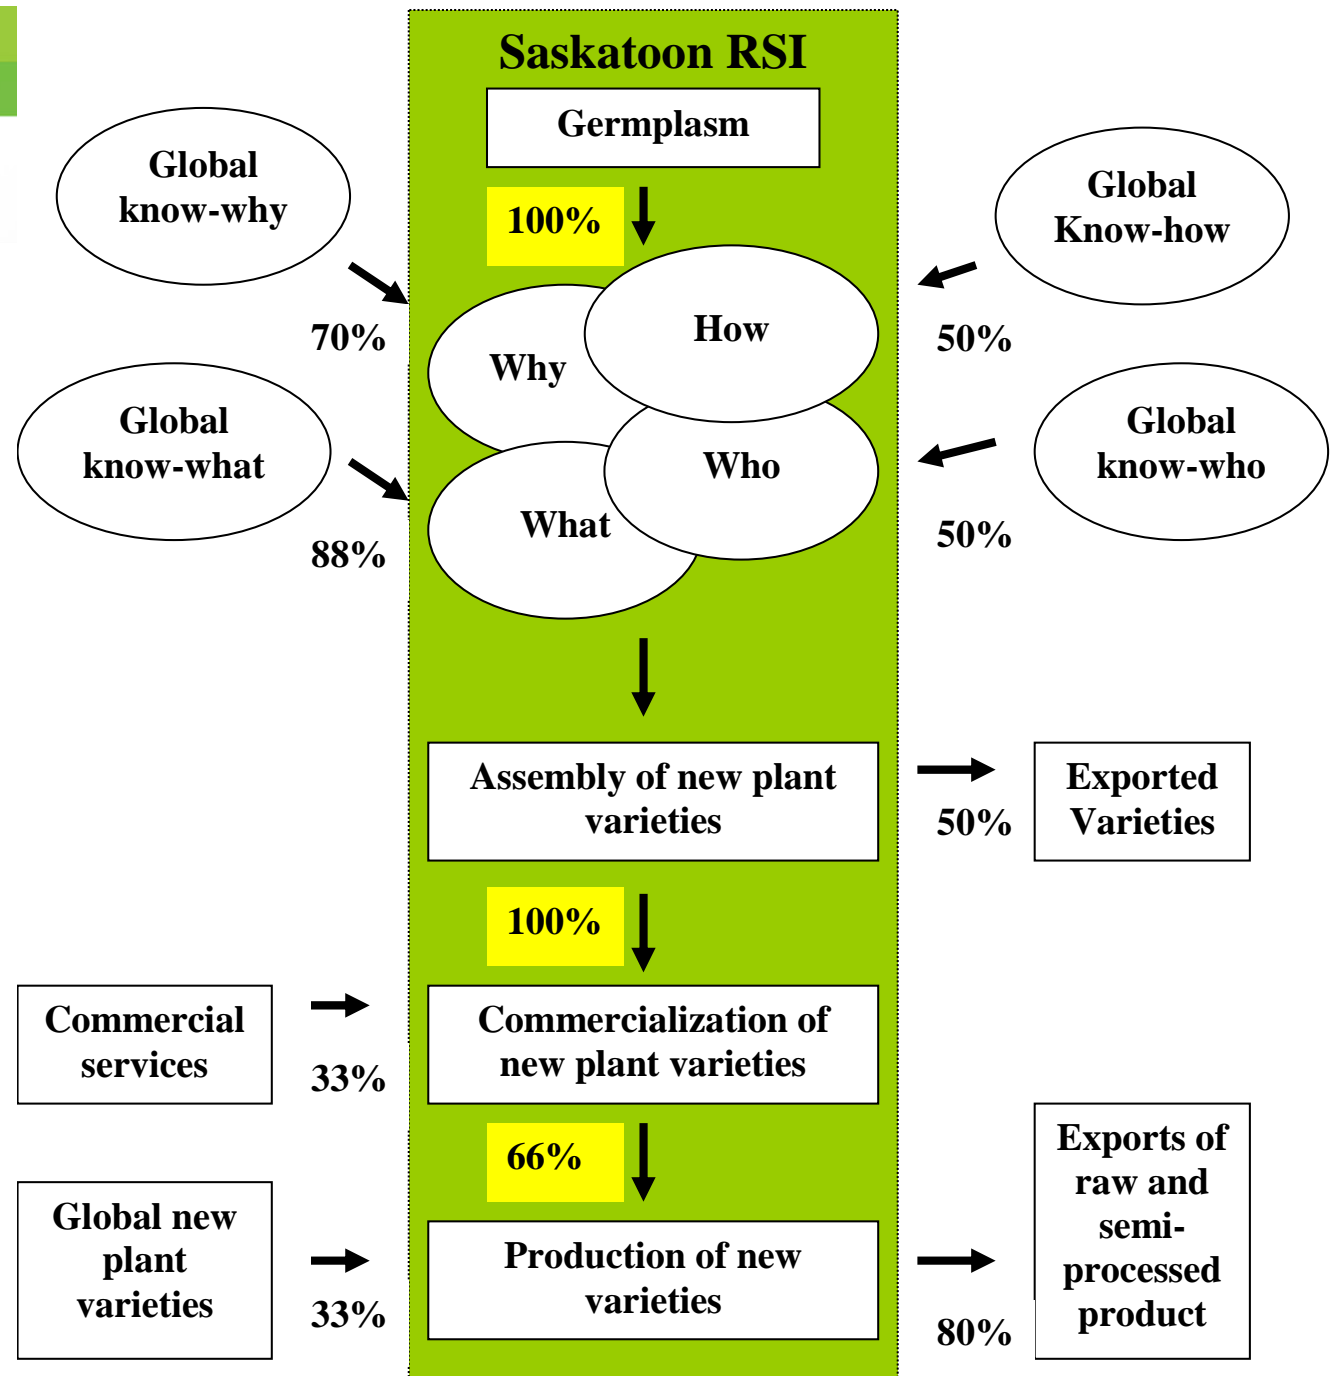 Saskatoon RSI
Germplasm
Global
know-why
Global
Know-how
100%
How
70%
50%
Why
Global
know-what
Global
know-who
Who
What
88%
50%
Assembly of new plant
varieties
Exported
Varieties
50%
100%
Commercial
services
Commercialization of
new plant varieties
33%
66%
Exports of
raw and
semi-
processed
product
Global new
plant
varieties
Production of new
varieties
33%
80%